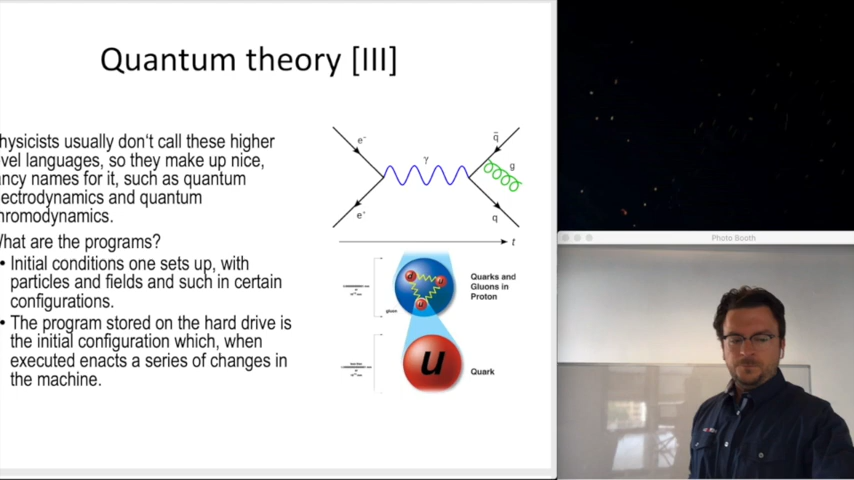 Quantum theory [III]
hysicists usually don't call these higher
vel languages, so they make up nice,
ancy names for it, such as quantum
lectrodynamics and quantum
hromodynamics.
What are the programs?
• Initial conditions one sets up, with
particles and fields and such in certain
configurations.
• The program stored on the hard drive is
the initial configuration which, when
executed enacts a series of changes in
the machine.
e⁻
γ
q̄
g
e⁺
q
t
d
u
u
gluon
Quarks and
Gluons in
Proton
u
Quark
Photo Booth